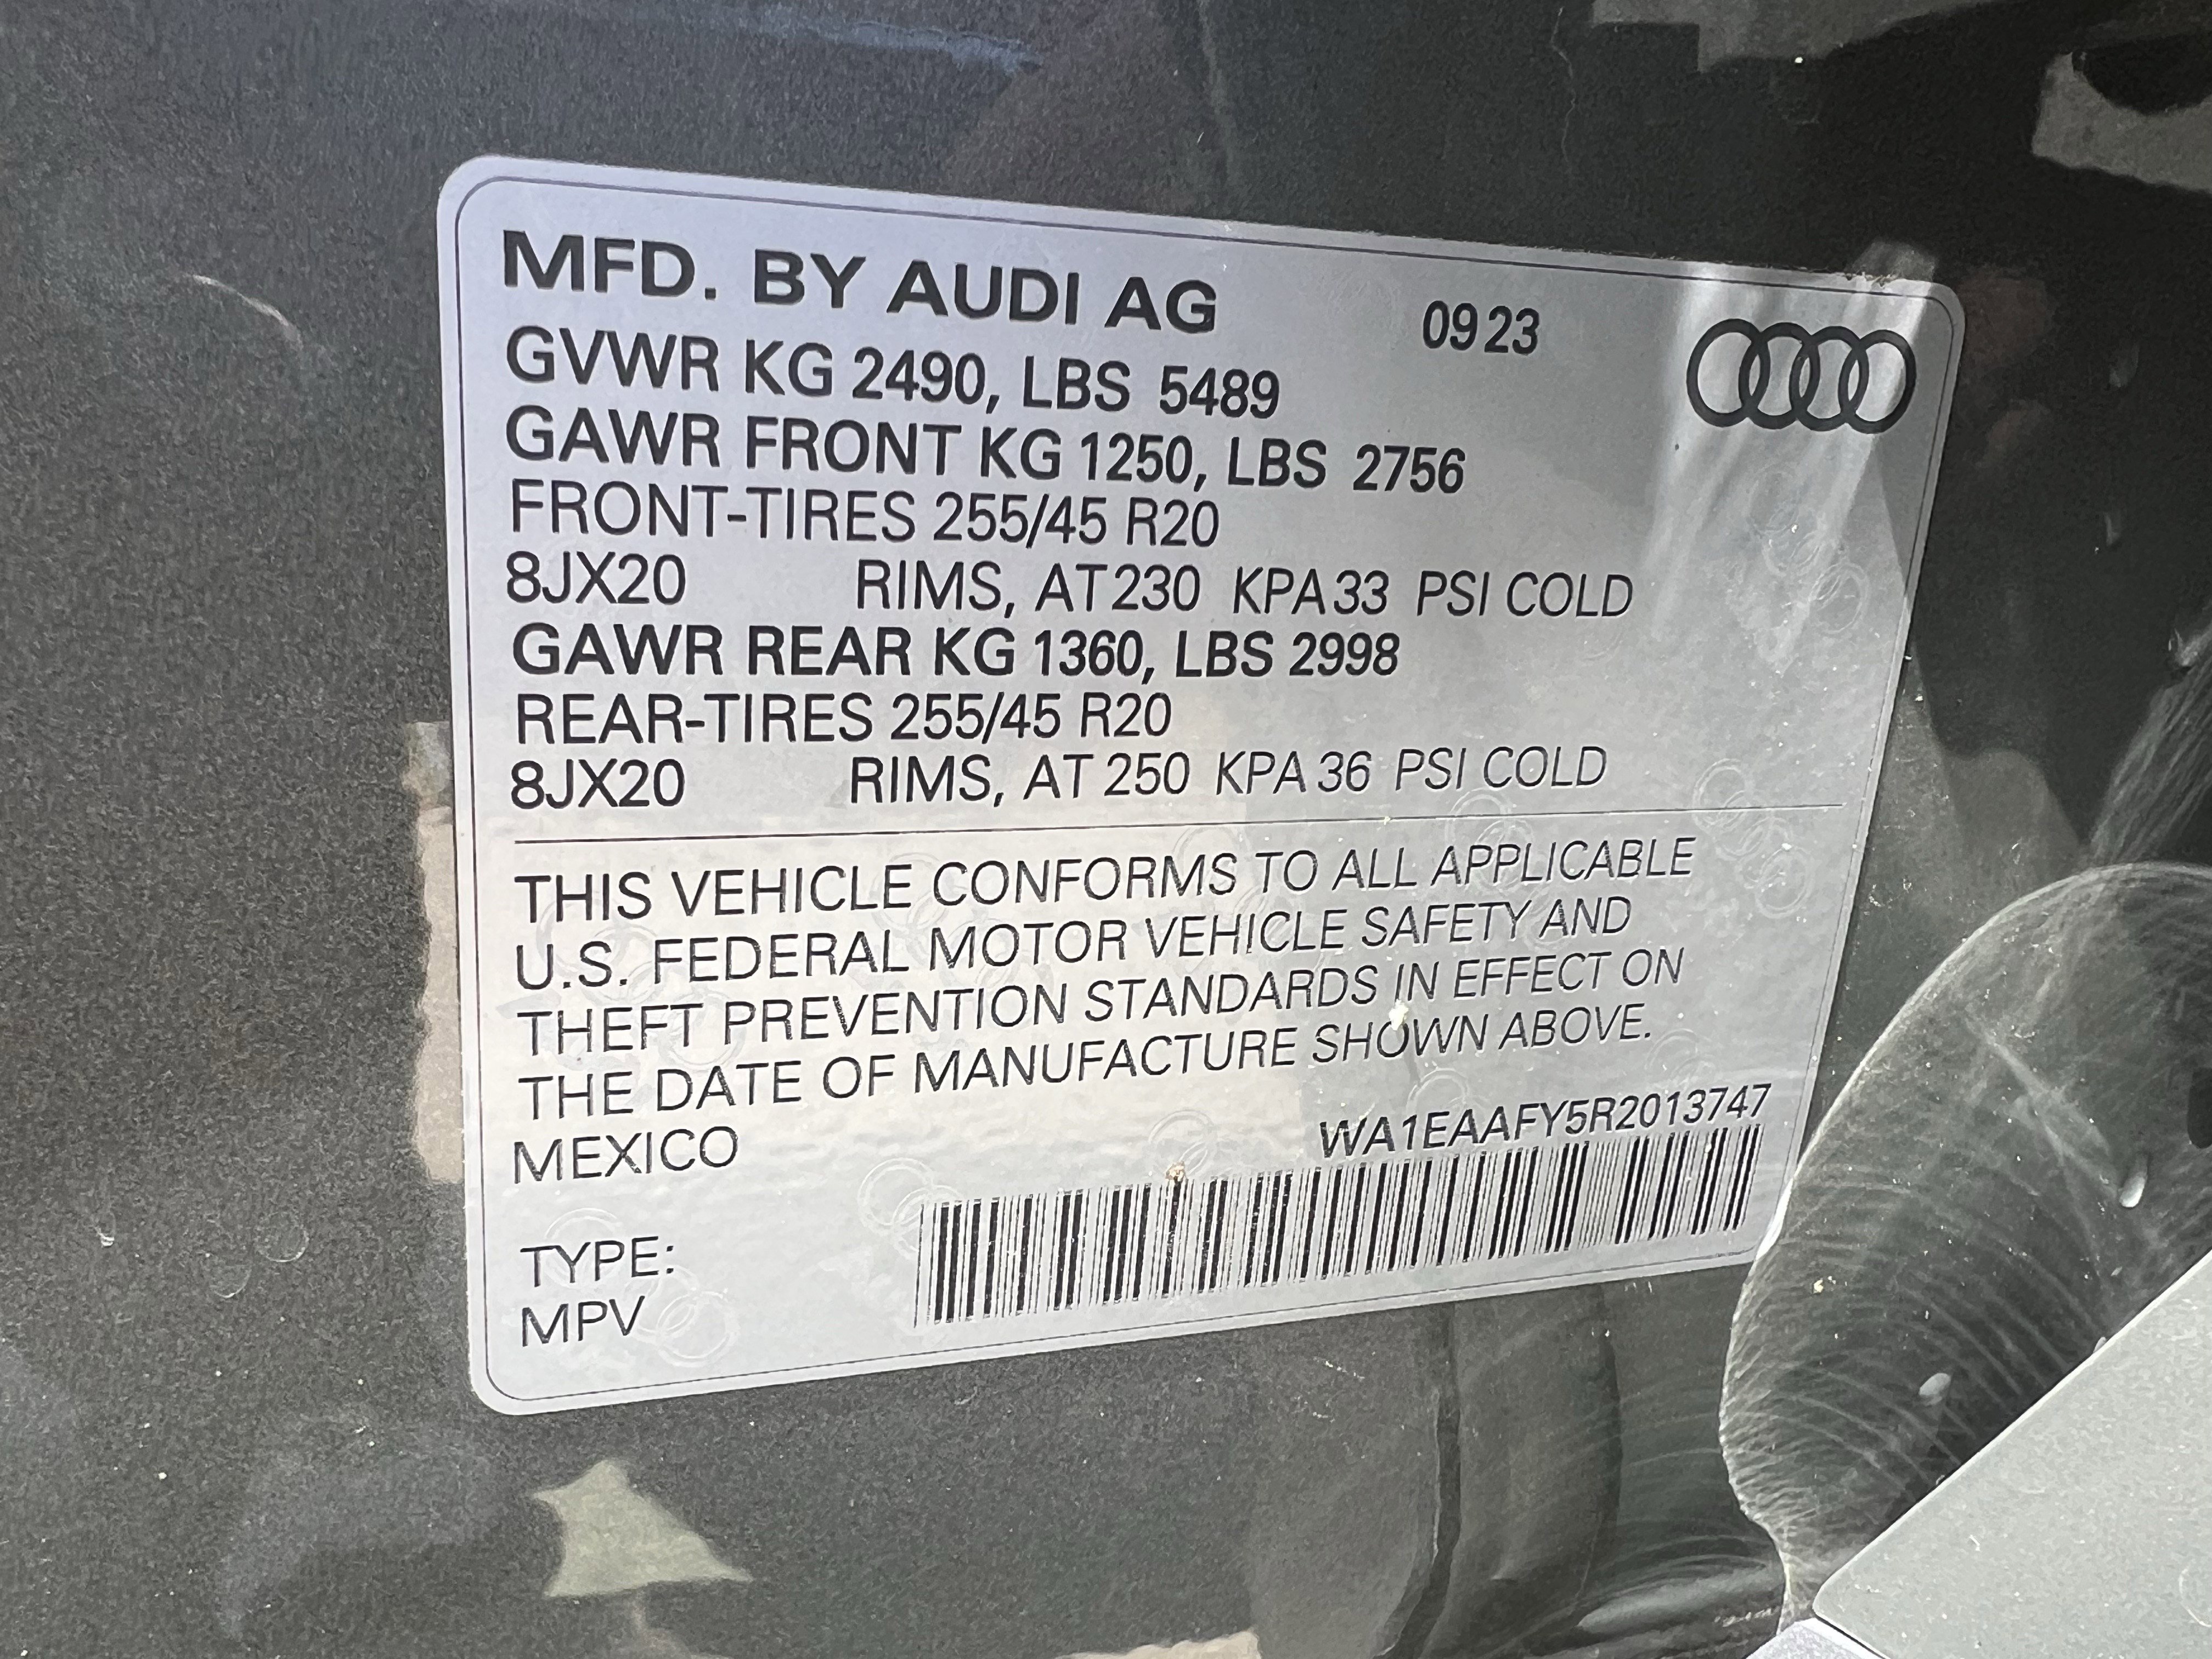 MFD. BY AUDI AG 09 23
GVWR KG 2490, LBS 5489
GAWR FRONT KG 1250, LBS 2756
FRONT-TIRES 255/45 R20
8JX20 RIMS, AT 230 KPA 33 PSI COLD
GAWR REAR KG 1360, LBS 2998
REAR-TIRES 255/45 R20
8JX20 RIMS, AT 250 KPA 36 PSI COLD
THIS VEHICLE CONFORMS TO ALL APPLICABLE
U.S. FEDERAL MOTOR VEHICLE SAFETY AND
THEFT PREVENTION STANDARDS IN EFFECT ON
THE DATE OF MANUFACTURE SHOWN ABOVE.
MEXICO WA1EAAFY5R2013747
TYPE:
MPV